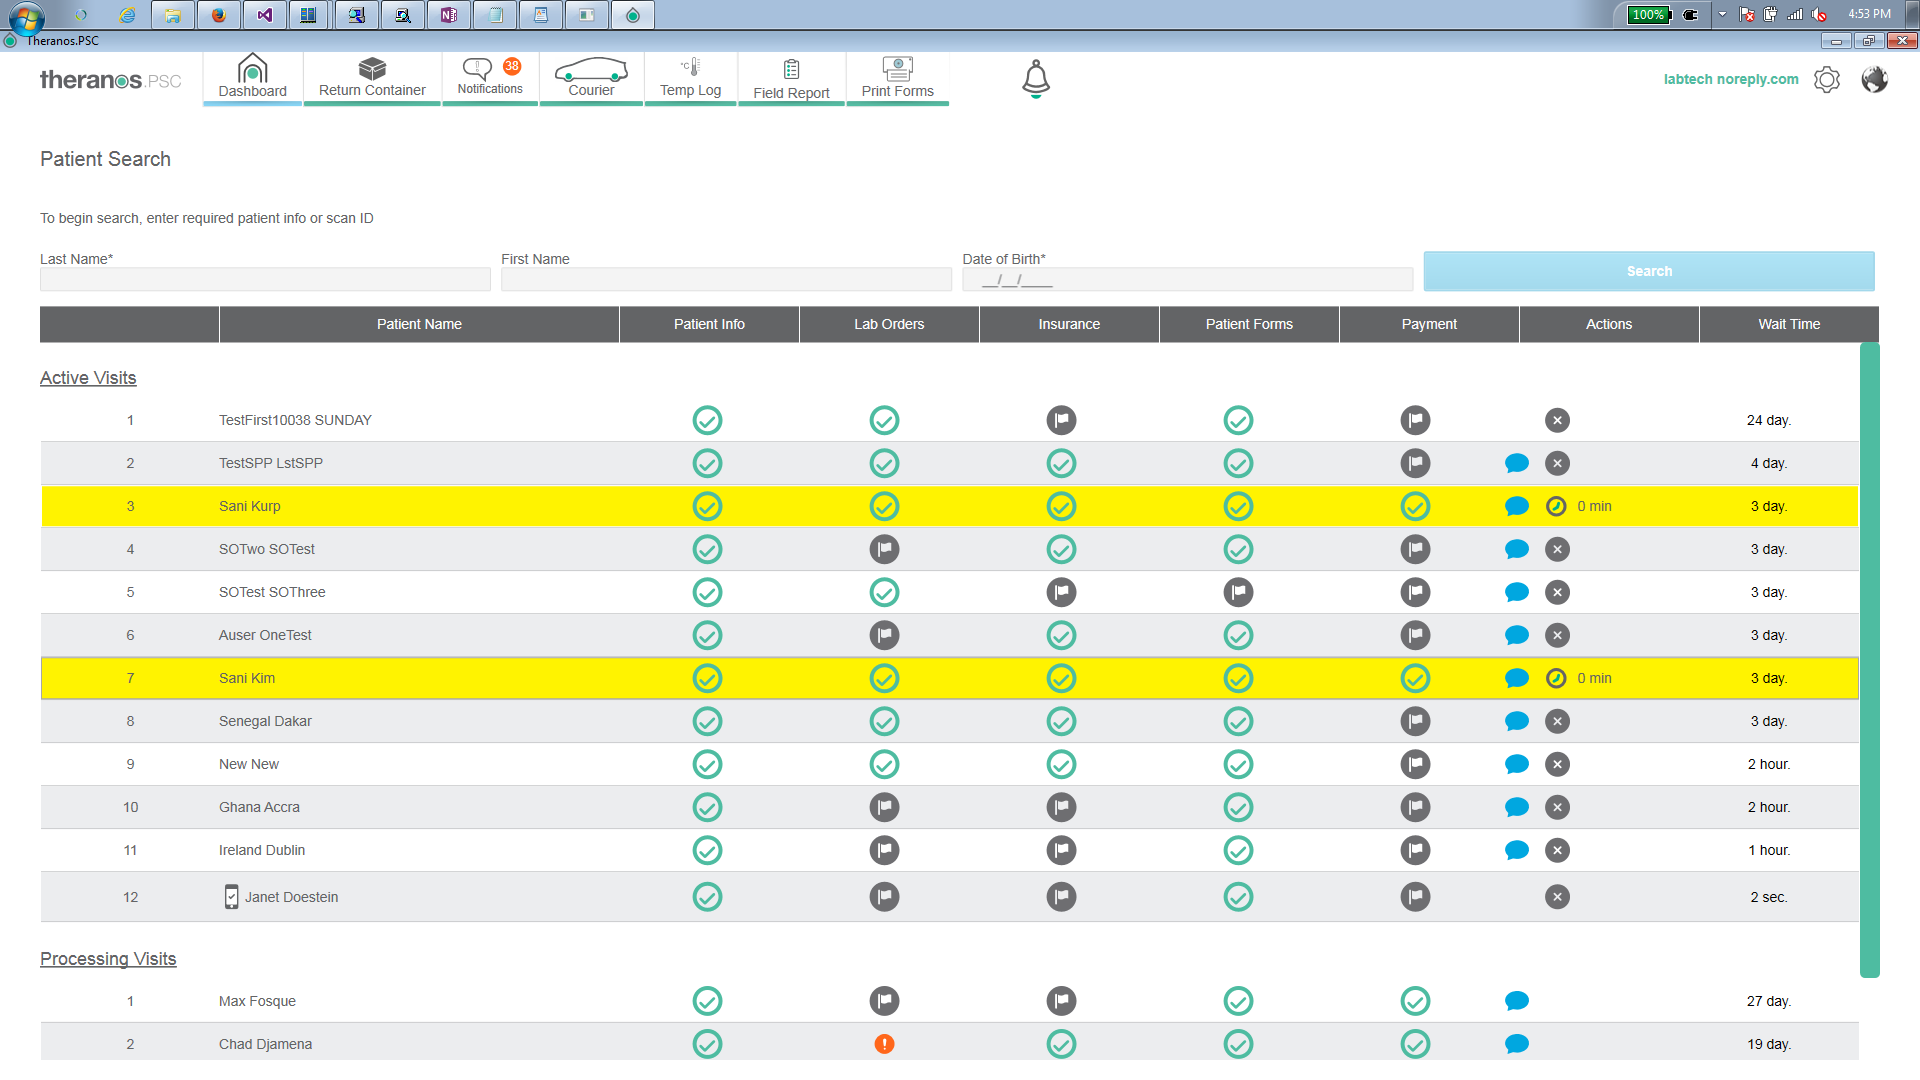 100%
4:53 PM
Theranos.PSC
theranos.PSC
Dashboard
Return Container
38
Notifications
Courier
°C
Temp Log
Field Report
Print Forms
labtech noreply.com
Patient Search
To begin search, enter required patient info or scan ID
Last Name*
First Name
Date of Birth*
__/__/____
Search
Patient Name Patient Info Lab Orders Insurance Patient Forms Payment Actions Wait Time
Active Visits
1 TestFirst10038 SUNDAY 24 day.
2 TestSPP LstSPP 4 day.
3 Sani Kurp 0 min 3 day.
4 SOTwo SOTest 3 day.
5 SOTest SOThree 3 day.
6 Auser OneTest 3 day.
7 Sani Kim 0 min 3 day.
8 Senegal Dakar 3 day.
9 New New 2 hour.
10 Ghana Accra 2 hour.
11 Ireland Dublin 1 hour.
12 Janet Doestein 2 sec.
Processing Visits
1 Max Fosque 27 day.
2 Chad Djamena 19 day.